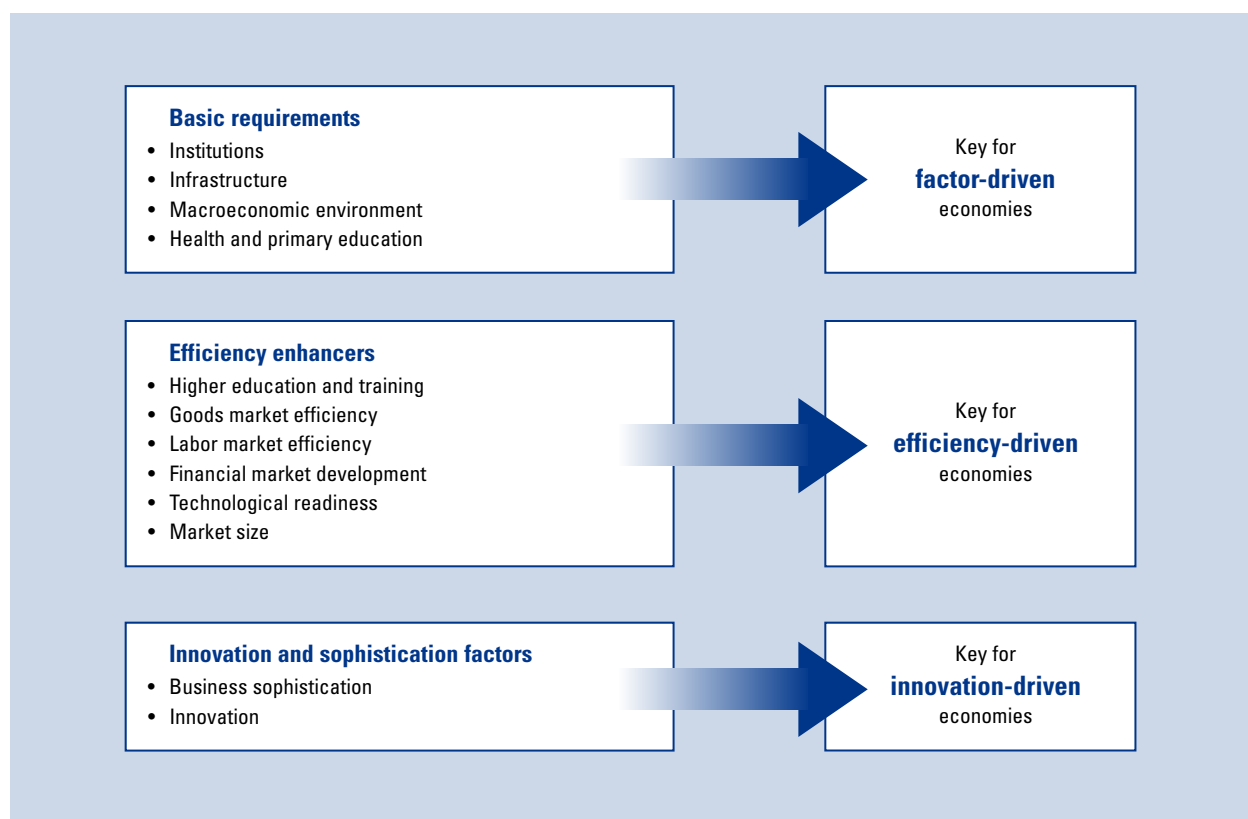 Basic requirements
• Institutions
• Infrastructure
• Macroeconomic environment
• Health and primary education
Key for
factor-driven
economies
Efficiency enhancers
• Higher education and training
• Goods market efficiency
• Labor market efficiency
• Financial market development
• Technological readiness
• Market size
Key for
efficiency-driven
economies
Innovation and sophistication factors
• Business sophistication
• Innovation
Key for
innovation-driven
economies